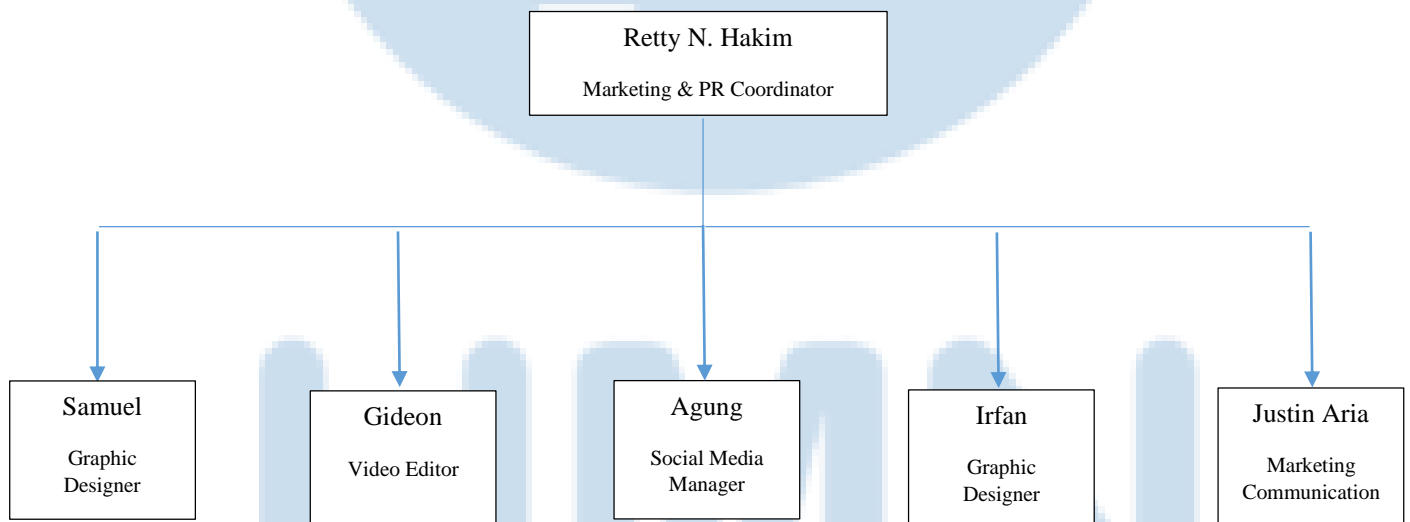 Retty N. Hakim
Marketing & PR Coordinator
Samuel
Graphic
Designer
Gideon
Video Editor
Agung
Social Media
Manager
Irfan
Graphic
Designer
Justin Aria
Marketing
Communication